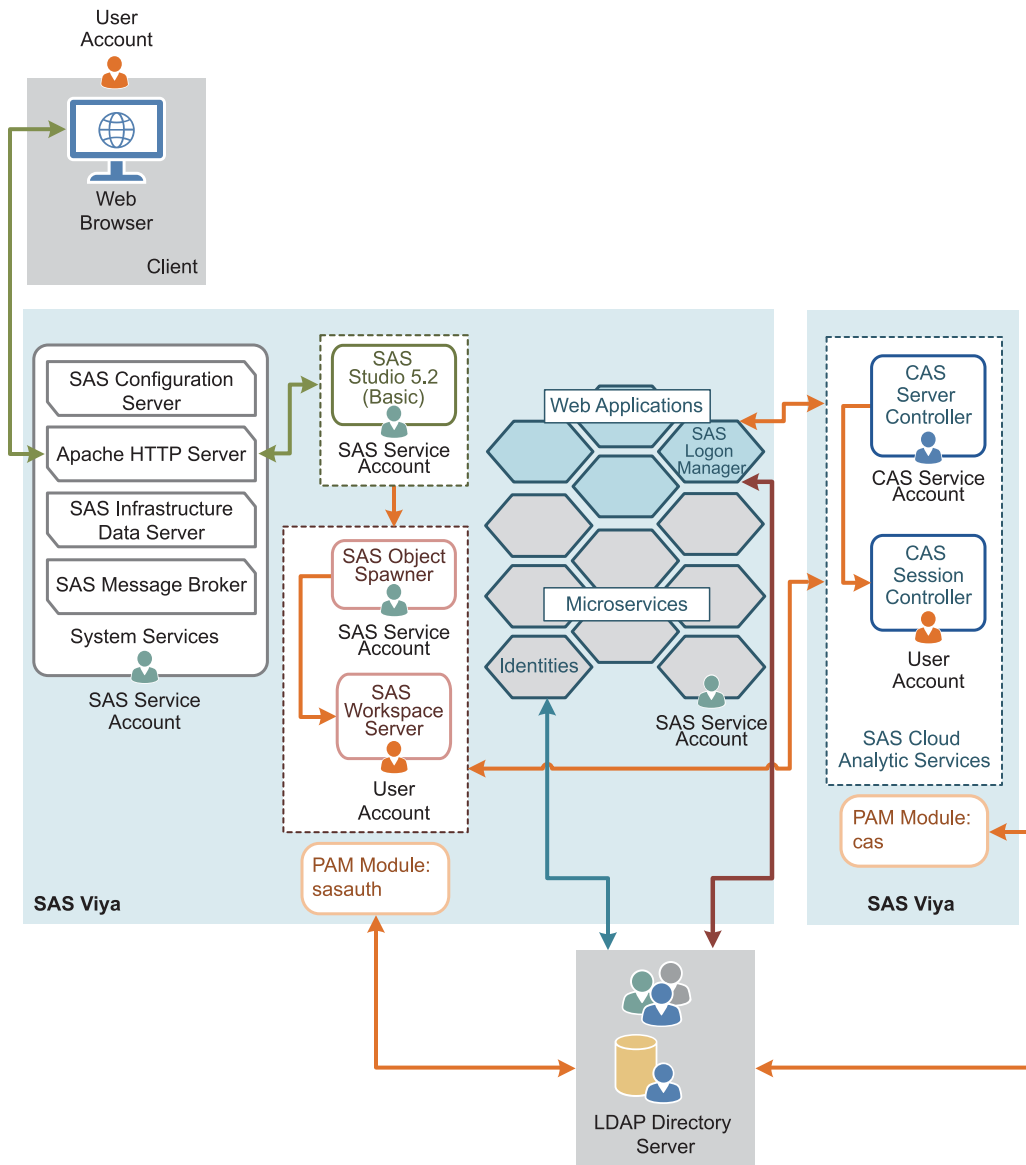 User
Account
Web
Browser
Client
SAS Configuration
Server
Apache HTTP Server
SAS Infrastructure
Data Server
SAS Message Broker
System Services
SAS Service
Account
SAS
Studio 5.2
(Basic)
SAS Service
Account
SAS Object
Spawner
SAS Service
Account
SAS
Workspace
Server
User
Account
PAM Module:
sasauth
SAS Viya
Web Applications
SAS
Logon
Manager
Microservices
Identities
SAS Service
Account
CAS
Server
Controller
CAS Service
Account
CAS
Session
Controller
User
Account
SAS Cloud
Analytic Services
PAM Module:
cas
SAS Viya
LDAP Directory
Server